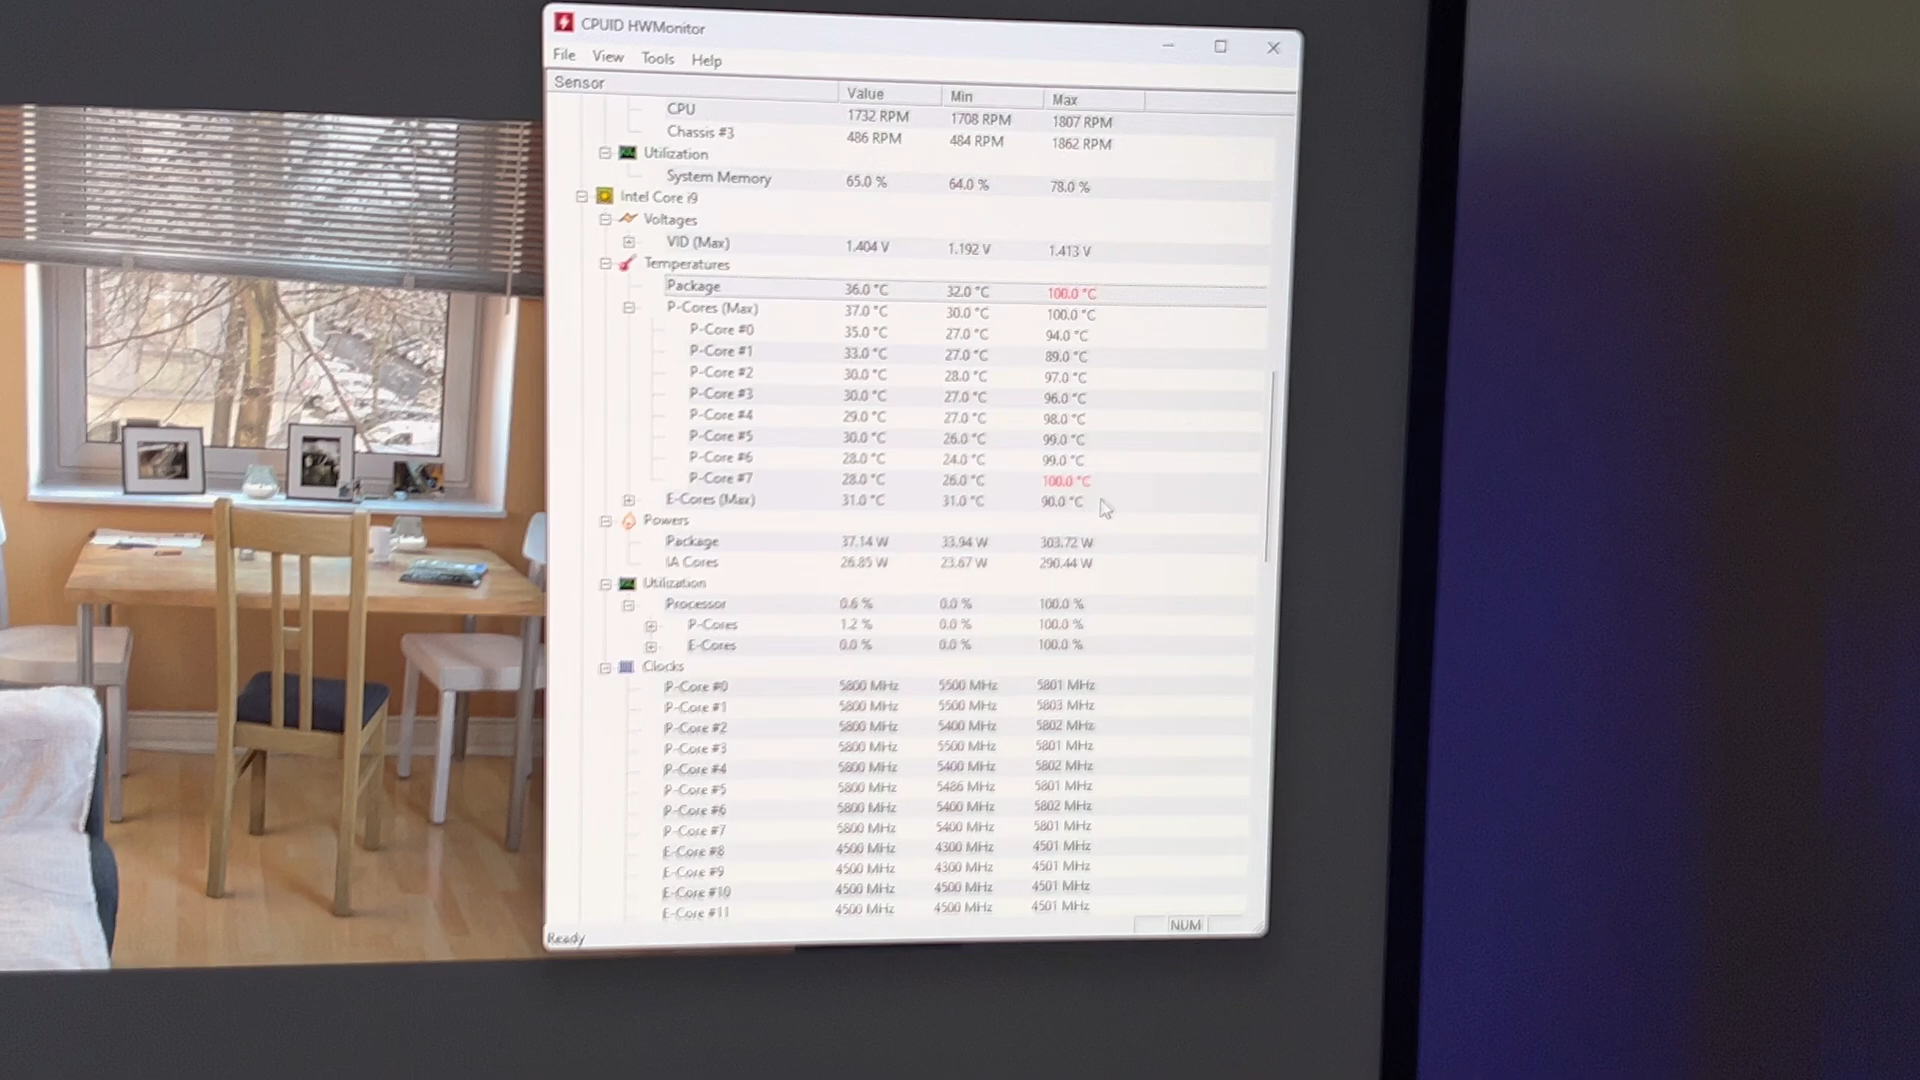 CPUID HWMonitor
File View Tools Help
Sensor Value Min Max
CPU 1732 RPM 1708 RPM 1807 RPM
Chassis #3 486 RPM 484 RPM 1862 RPM
Utilization
System Memory 65.0 % 64.0 % 78.0 %
Intel Core i9
Voltages
VID (Max) 1.404 V 1.192 V 1.413 V
Temperatures
Package 36.0 °C 32.0 °C 100.0 °C
P-Cores (Max) 37.0 °C 30.0 °C 100.0 °C
P-Core #0 35.0 °C 27.0 °C 94.0 °C
P-Core #1 33.0 °C 27.0 °C 89.0 °C
P-Core #2 30.0 °C 28.0 °C 97.0 °C
P-Core #3 30.0 °C 27.0 °C 96.0 °C
P-Core #4 29.0 °C 27.0 °C 98.0 °C
P-Core #5 30.0 °C 26.0 °C 99.0 °C
P-Core #6 28.0 °C 24.0 °C 99.0 °C
P-Core #7 28.0 °C 26.0 °C 100.0 °C
E-Cores (Max) 31.0 °C 31.0 °C 90.0 °C
Powers
Package 37.14 W 33.94 W 303.72 W
IA Cores 26.85 W 23.67 W 290.44 W
Utilization
Processor 0.6 % 0.0 % 100.0 %
P-Cores 1.2 % 0.0 % 100.0 %
E-Cores 0.0 % 0.0 % 100.0 %
Clocks
P-Core #0 5800 MHz 5500 MHz 5801 MHz
P-Core #1 5800 MHz 5500 MHz 5803 MHz
P-Core #2 5800 MHz 5400 MHz 5802 MHz
P-Core #3 5800 MHz 5500 MHz 5801 MHz
P-Core #4 5800 MHz 5400 MHz 5802 MHz
P-Core #5 5800 MHz 5486 MHz 5801 MHz
P-Core #6 5800 MHz 5400 MHz 5802 MHz
P-Core #7 5800 MHz 5400 MHz 5801 MHz
E-Core #8 4500 MHz 4300 MHz 4501 MHz
E-Core #9 4500 MHz 4300 MHz 4501 MHz
E-Core #10 4500 MHz 4500 MHz 4501 MHz
E-Core #11 4500 MHz 4500 MHz 4501 MHz
Ready NUM